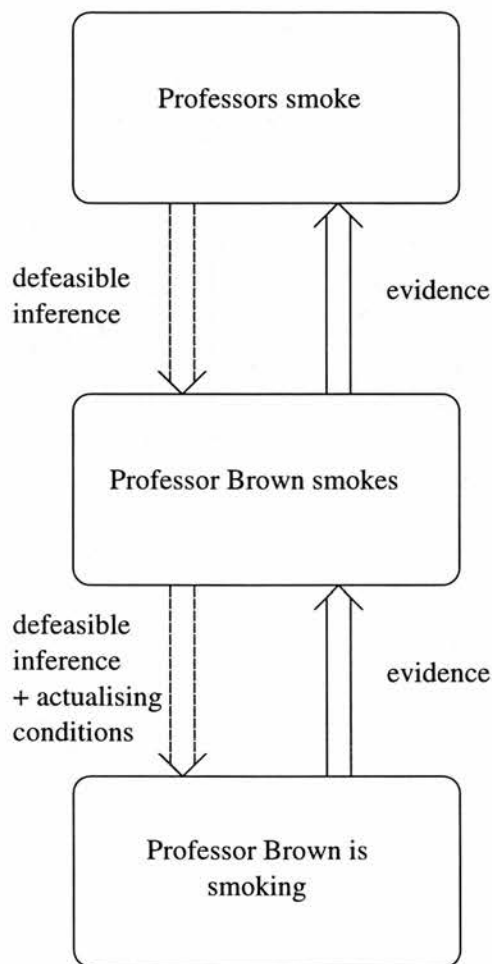 Professors smoke
defeasible
inference
evidence
Professor Brown smokes
defeasible
inference
+ actualising
conditions
evidence
Professor Brown is
smoking